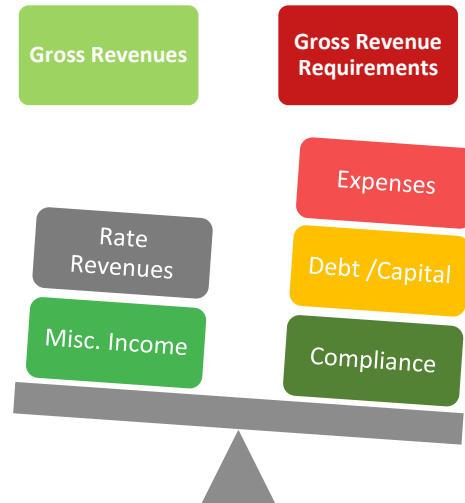 Gross Revenues
Gross Revenue
Requirements
Expenses
Rate
Revenues
Debt /Capital
Misc. Income
Compliance